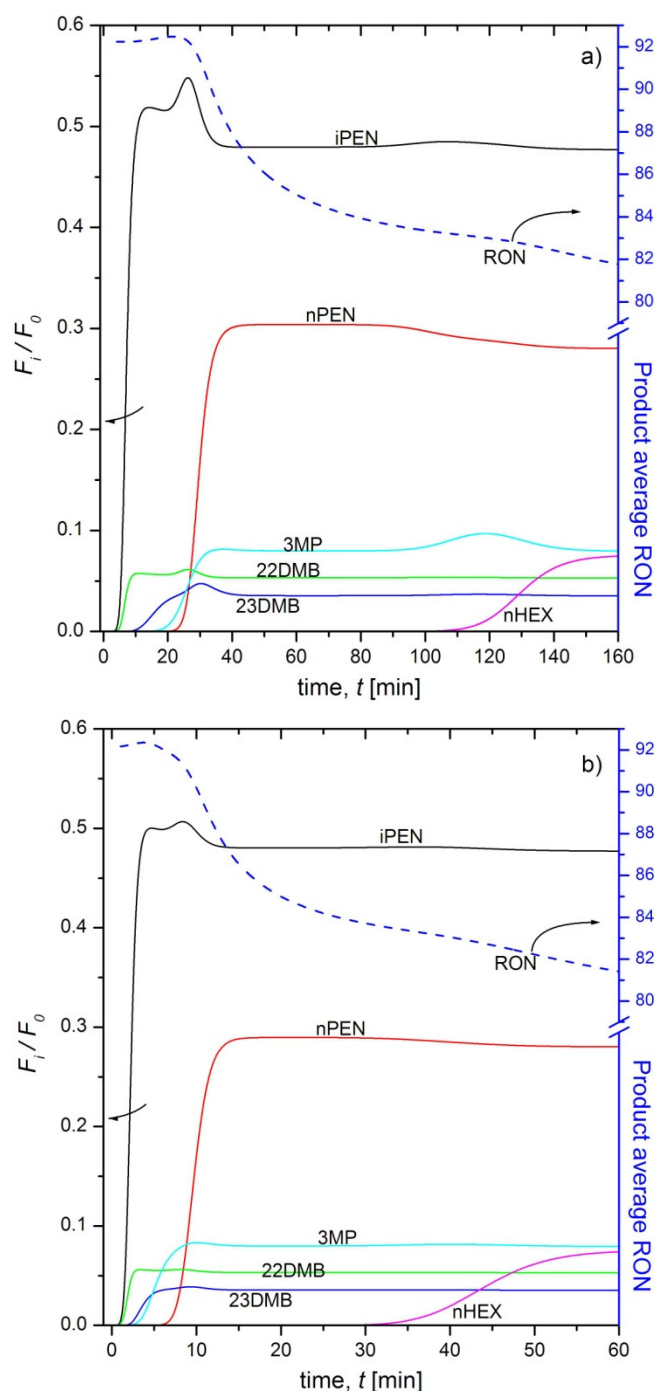 a)
0.6
0.5
0.4
0.3
0.2
0.1
0.0
F_i / F_0
iPEN
RON
nPEN
3MP
22DMB
23DMB
nHEX
92
90
88
86
84
82
80
Product average RON
0 20 40 60 80 100 120 140 160
time, t [min]
b)
0.6
0.5
0.4
0.3
0.2
0.1
0.0
F_i / F_0
iPEN
RON
nPEN
3MP
22DMB
23DMB
nHEX
92
90
88
86
84
82
80
Product average RON
0 10 20 30 40 50 60
time, t [min]